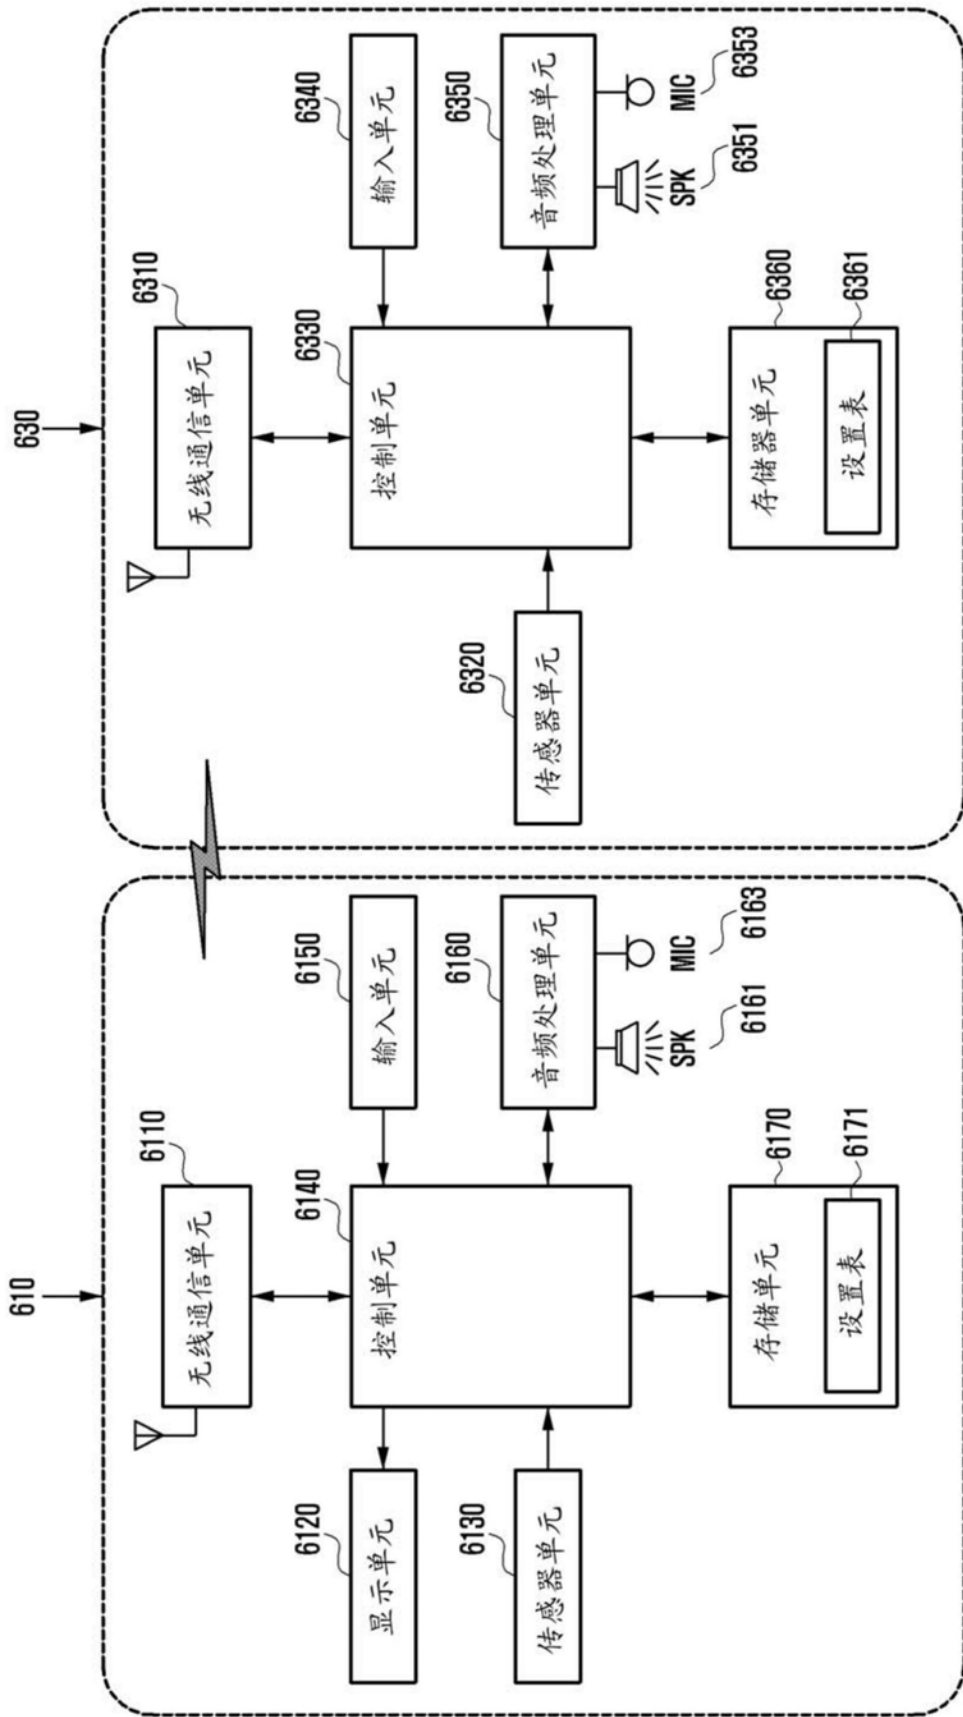 610
无线通信单元
6110
显示单元
6120
控制单元
6140
输入单元
6150
传感器单元
6130
音频处理单元
6160
SPK
6161
MIC
6163
存储单元
6170
设置表
6171
630
无线通信单元
6310
控制单元
6330
输入单元
6340
传感器单元
6320
音频处理单元
6350
SPK
6351
MIC
6353
存储器单元
6360
设置表
6361